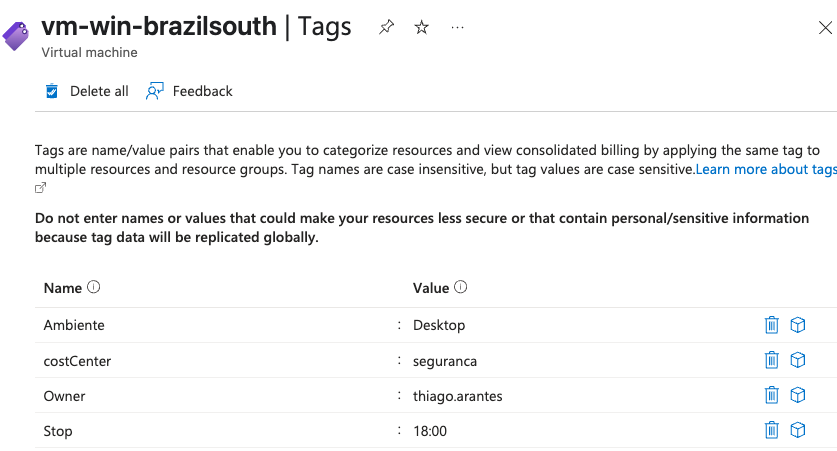 vm-win-brazilsouth | Tags
Virtual machine
Delete all Feedback
Tags are name/value pairs that enable you to categorize resources and view consolidated billing by applying the same tag to
multiple resources and resource groups. Tag names are case insensitive, but tag values are case sensitive.Learn more about tags
Do not enter names or values that could make your resources less secure or that contain personal/sensitive information
because tag data will be replicated globally.
Name Value
Ambiente : Desktop
costCenter : seguranca
Owner : thiago.arantes
Stop : 18:00